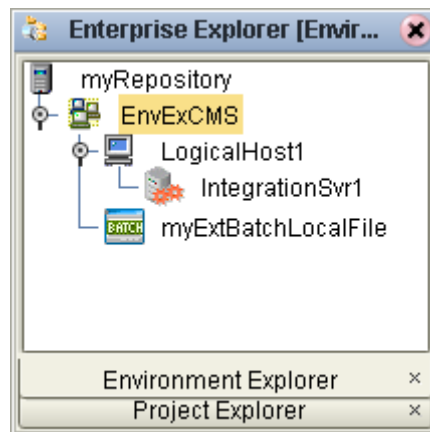 Enterprise Explorer [Envir...
myRepository
EnvExCMS
LogicalHost1
IntegrationSvr1
BATCH myExtBatchLocalFile
Environment Explorer
Project Explorer